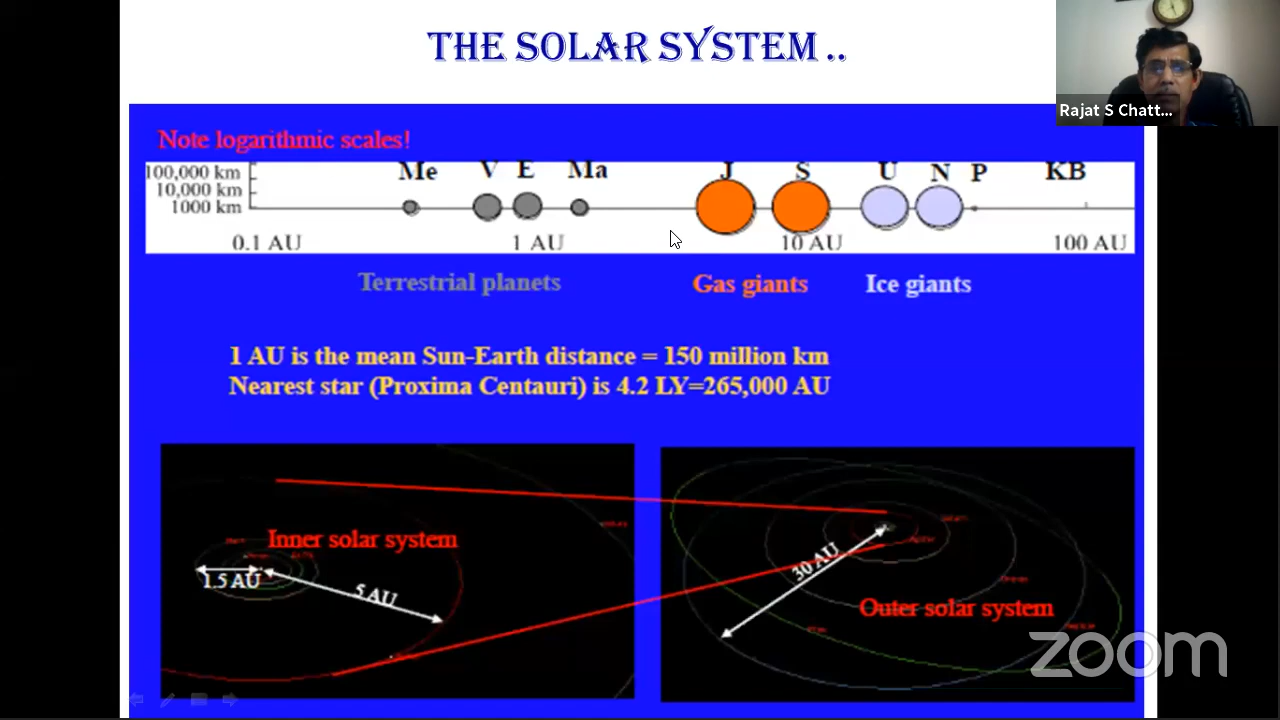 THE SOLAR SYSTEM ..
Rajat S Chatt...
Note logarithmic scales!
100,000 km
10,000 km
1000 km
Me V E Ma J S U N P KB
0.1 AU 1 AU 10 AU 100 AU
Terrestrial planets Gas giants Ice giants
1 AU is the mean Sun-Earth distance = 150 million km
Nearest star (Proxima Centauri) is 4.2 LY=265,000 AU
Inner solar system
1.5 AU
5 AU
30 AU
Outer solar system
zoom